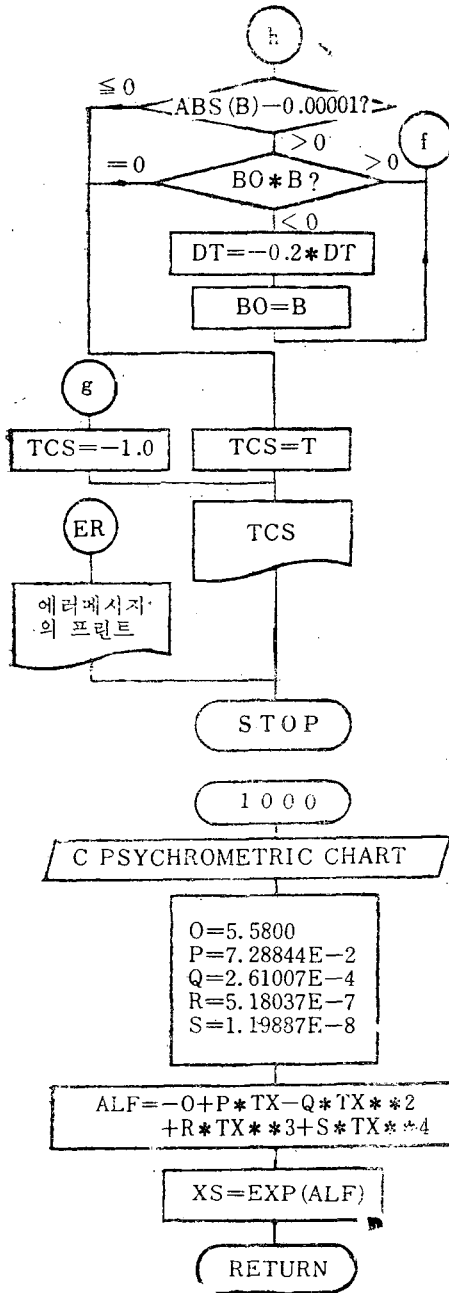 h
≦0
ABS(B)−0.00001?
>0
f
=0
BO*B?
>0
<0
DT=−0.2*DT
BO=B
g
TCS=−1.0
TCS=T
ER
TCS
에러메시지
의 프린트
STOP
1000
C PSYCHROMETRIC CHART
O=5.5800
P=7.28844E−2
Q=2.61007E−4
R=5.18037E−7
S=1.19887E−8
ALF=−O+P*TX−Q*TX**2
+R*TX**3+S*TX**4
XS=EXP(ALF)
RETURN